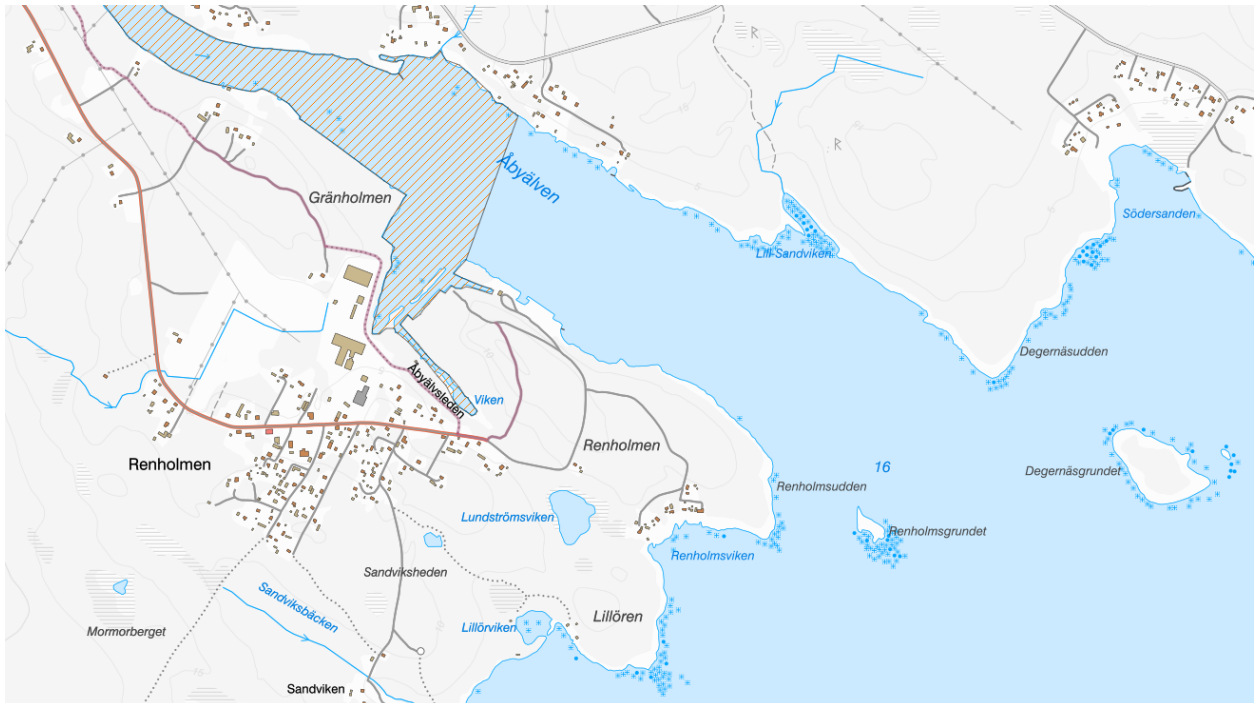 Åbyälven
Gränholmen
Södersanden
Lill-Sandviken
Degernäsudden
Åbyälvsleden
Viken
Renholmen
Renholmen
16
Degernäsgrundet
Renholmsudden
Lundströmsviken
Renholmsgrundet
Renholmsviken
Sandviksheden
Sandviksbäcken
Lillören
Lillörviken
Mormorberget
Sandviken
R
R